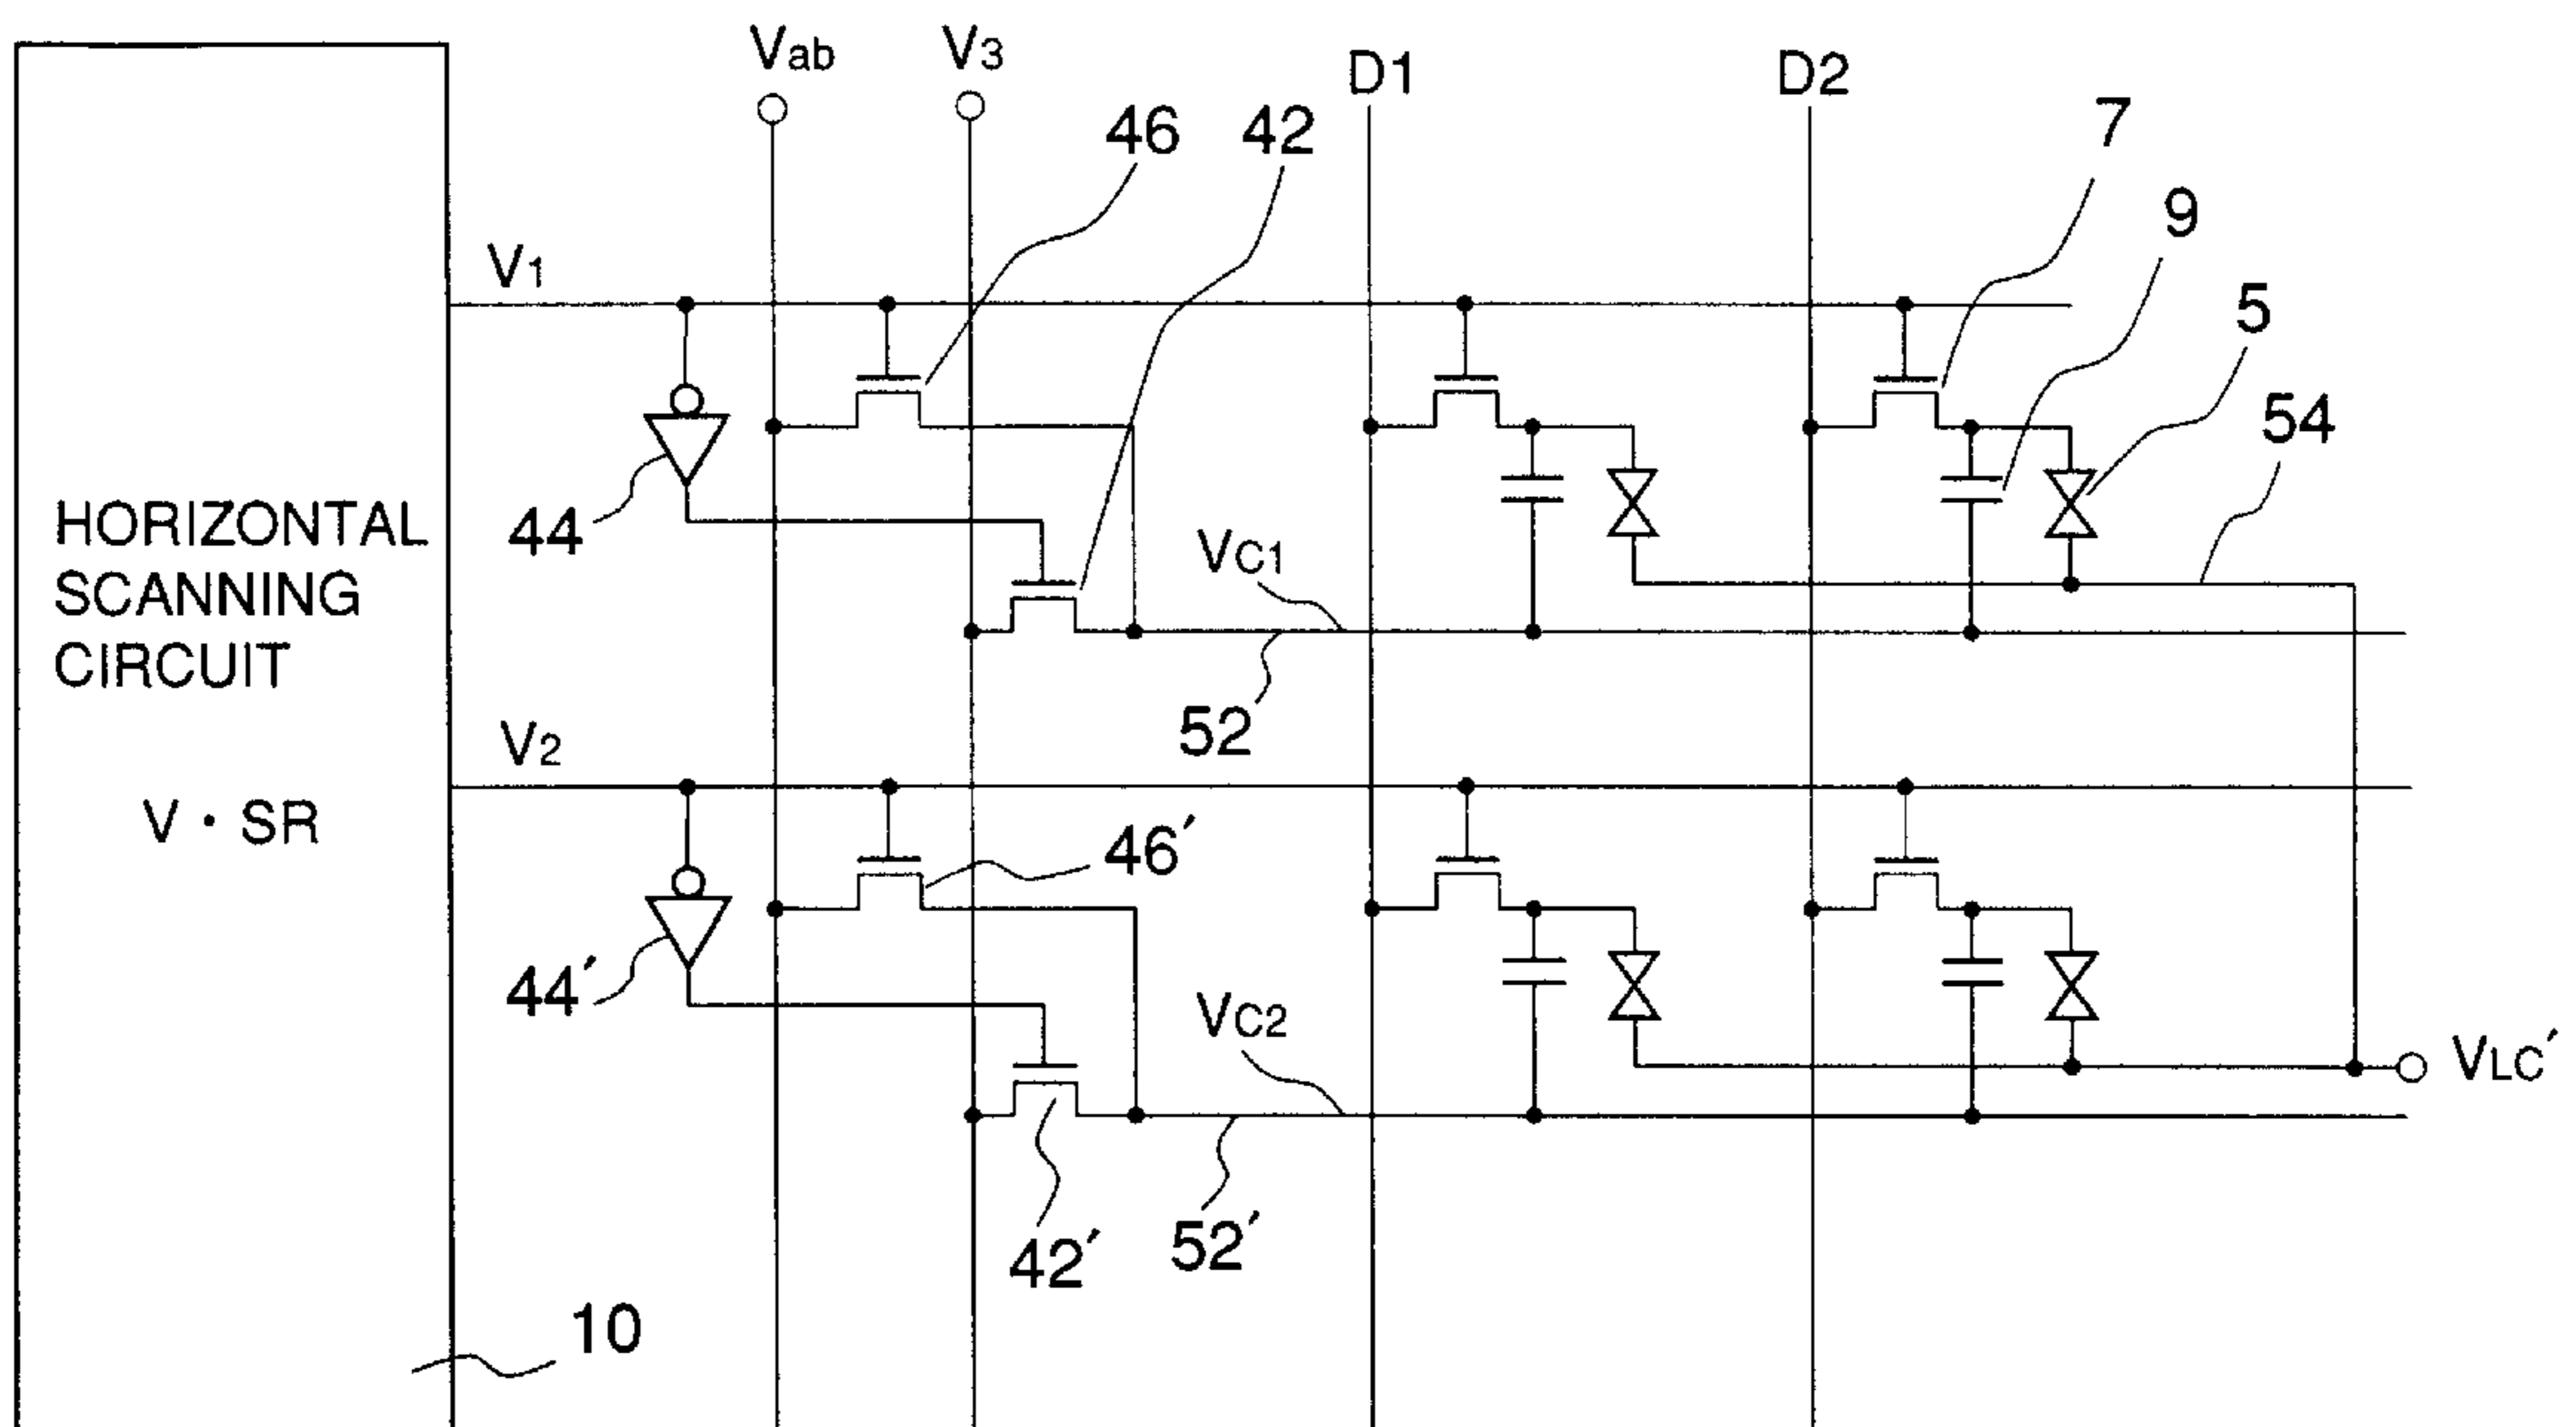 Vab
V3
D1
D2
46
42
7
9
V1
5
54
44
HORIZONTAL
SCANNING
CIRCUIT
VC1
52
V2
V・SR
46′
44′
VC2
VLC′
42′
52′
10